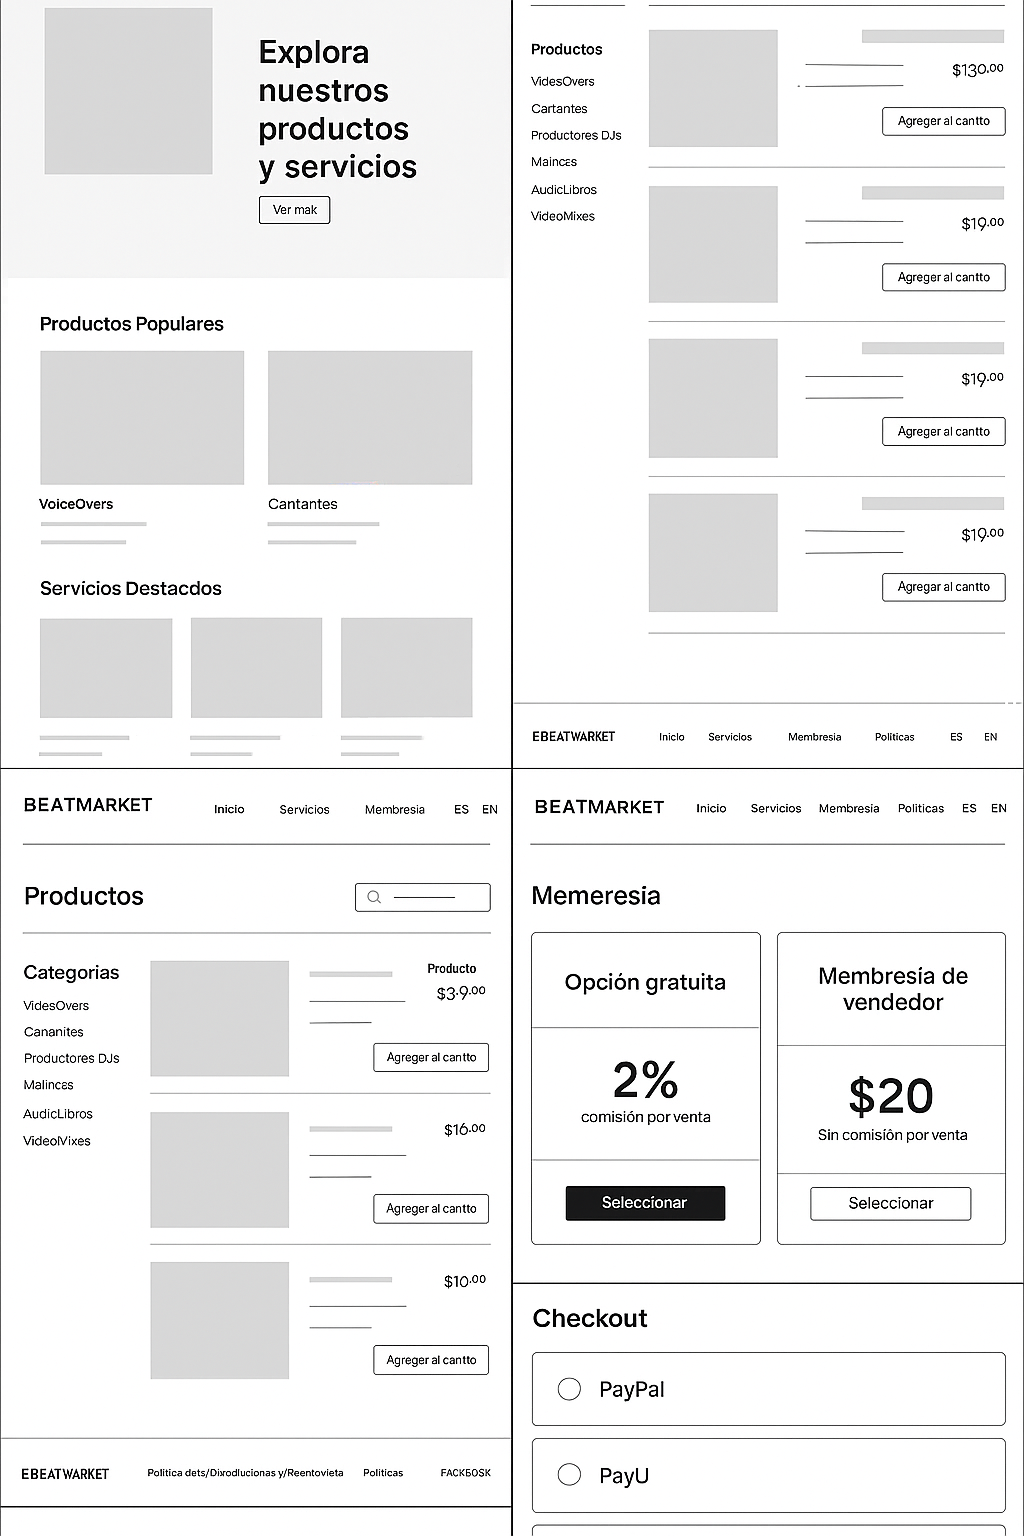 Explora
nuestros
productos
y servicios
Ver mak
Productos Populares
VoiceOvers
Cantantes
Servicios Destacdos
Productos
VidesOvers
Cartantes
Productores DJs
Maincɛs
AudicLibros
VideoMixes
$130.00
Agreger al cantto
$19.00
Agreger al cantto
$19.00
Agreger al cantto
$19.00
Agregar al cantto
EBEATWARKET Iniclo Servicios Membresia Politicas ES EN
BEATMARKET Inicio Servicios Membresia ES EN
Productos
Categorias
VidesOvers
Cananites
Productores DJs
Malincɛs
AudicLibros
VideolVixes
Producto
$3.9.00
Agreger al cantto
$16.00
Agreger al cantto
$10.00
Agreger al cantto
EBEATWARKET Politica dets/Dixrodlucionas y/Reentovieta Politicas FACKБOSK
BEATMARKET Inicio Servicios Membresia Politicas ES EN
Memeresía
Opción gratuita
2%
comisión por venta
Seleccionar
Membresía de
vendedor
$20
Sin comisión por venta
Seleccionar
Checkout
PayPal
PayU